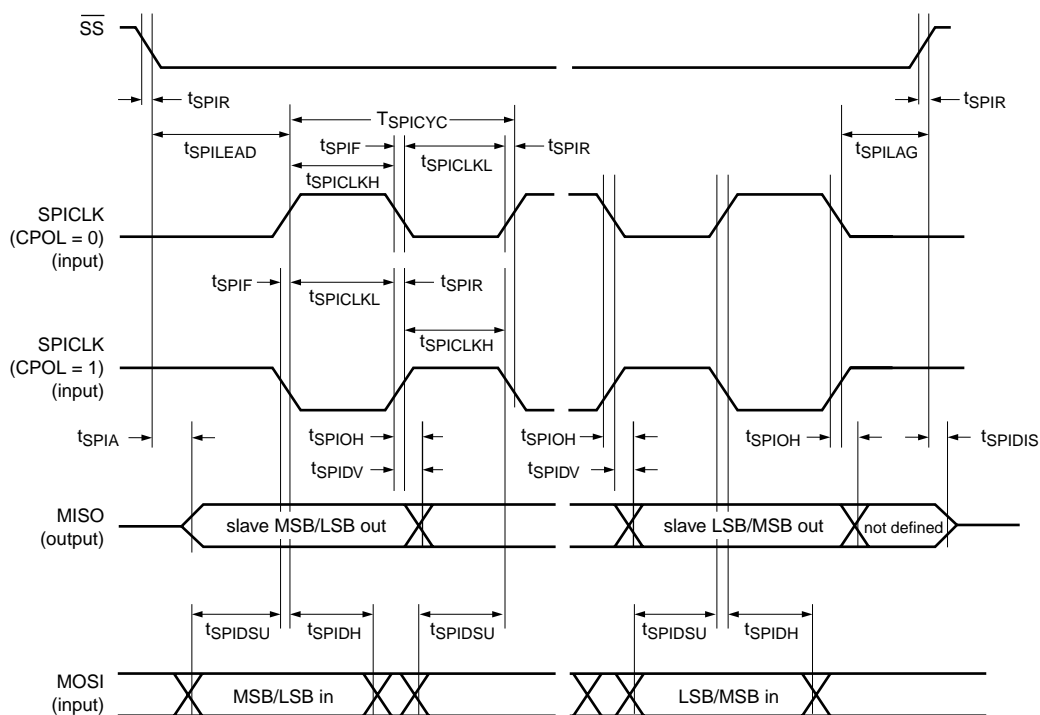 SS
tSPIR
tSPIR
TSPICYC
tSPILEAD
tSPIF
tSPICLKL
tSPIR
tSPILAG
tSPICLKH
SPICLK
(CPOL = 0)
(input)
tSPIF
tSPICLKL
tSPIR
tSPICLKH
SPICLK
(CPOL = 1)
(input)
tSPIA
tSPIOH
tSPIOH
tSPIOH
tSPIDIS
tSPIDV
tSPIDV
MISO
(output)
slave MSB/LSB out
slave LSB/MSB out
not defined
tSPIDSU
tSPIDH
tSPIDSU
tSPIDSU
tSPIDH
MOSI
(input)
MSB/LSB in
LSB/MSB in